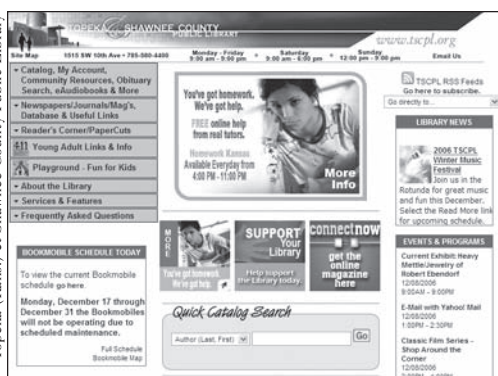 TOPEKA & SHAWNEE COUNTY
PUBLIC LIBRARY
www.tscpl.org
Site Map
1515 SW 10th Ave • 785-580-4400
Monday - Friday
9:00 am - 9:00 pm
Saturday
9:00 am - 6:00 pm
Sunday
12:00 pm - 9:00 pm
Email Us
Catalog, My Account,
Community Resources, Obituary
Search, eAudiobooks & More
Newspapers/Journals/Mag's,
Database & Useful Links
Reader's Corner/PaperCuts
411 Young Adult Links & Info
Playground - Fun for Kids
About the Library
Services & Features
Frequently Asked Questions
BOOKMOBILE SCHEDULE TODAY
To view the current Bookmobile
schedule go here.
Monday, December 17 through
December 31 the Bookmobiles
will not be operating due to
scheduled maintenance.
Full Schedule
Bookmobile Map
You've got homework,
We've got help.
FREE online help
from real tutors.
Homework Kansas
Available Everyday from
4:00 PM - 11:00 PM
More
Info
MORE
You've got homework
We've got help.
SUPPORT
Your
Library
Help support
the Library today.
connectnow
get the
online
magazine
here
Quick Catalog Search
Author (Last, First)
Go
TSCPL RSS Feeds
Go here to subscribe.
Go directly to...
LIBRARY NEWS
2006 TSCPL
Winter Music
Festival
Join us in the
Rotunda for great music
and fun this December.
Select the Read More link
for upcoming schedule.
EVENTS & PROGRAMS
Current Exhibit: Heavy
Mettle/Jewelry of
Robert Ebendorf
12/08/2006
9:00AM - 9:00PM
E-Mail with Yahoo! Mail
12/08/2006
1:00PM - 2:30PM
Classic Film Series -
Shop Around the
Corner
12/08/2006